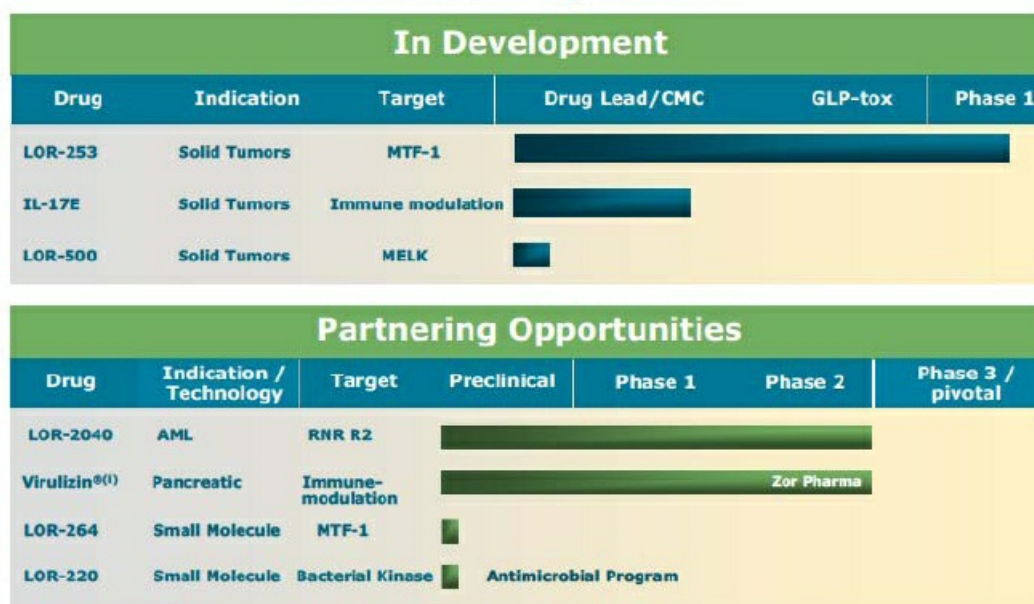 In Development
Drug Indication Target Drug Lead/CMC GLP-tox Phase 1
LOR-253 Solid Tumors MTF-1
IL-17E Solid Tumors Immune modulation
LOR-500 Solid Tumors MELK
Partnering Opportunities
Drug Indication / Technology Target Preclinical Phase 1 Phase 2 Phase 3 / pivotal
LOR-2040 AML RNR R2
Virulizin®(i) Pancreatic Immune-modulation Zor Pharma
LOR-264 Small Molecule MTF-1
LOR-220 Small Molecule Bacterial Kinase Antimicrobial Program